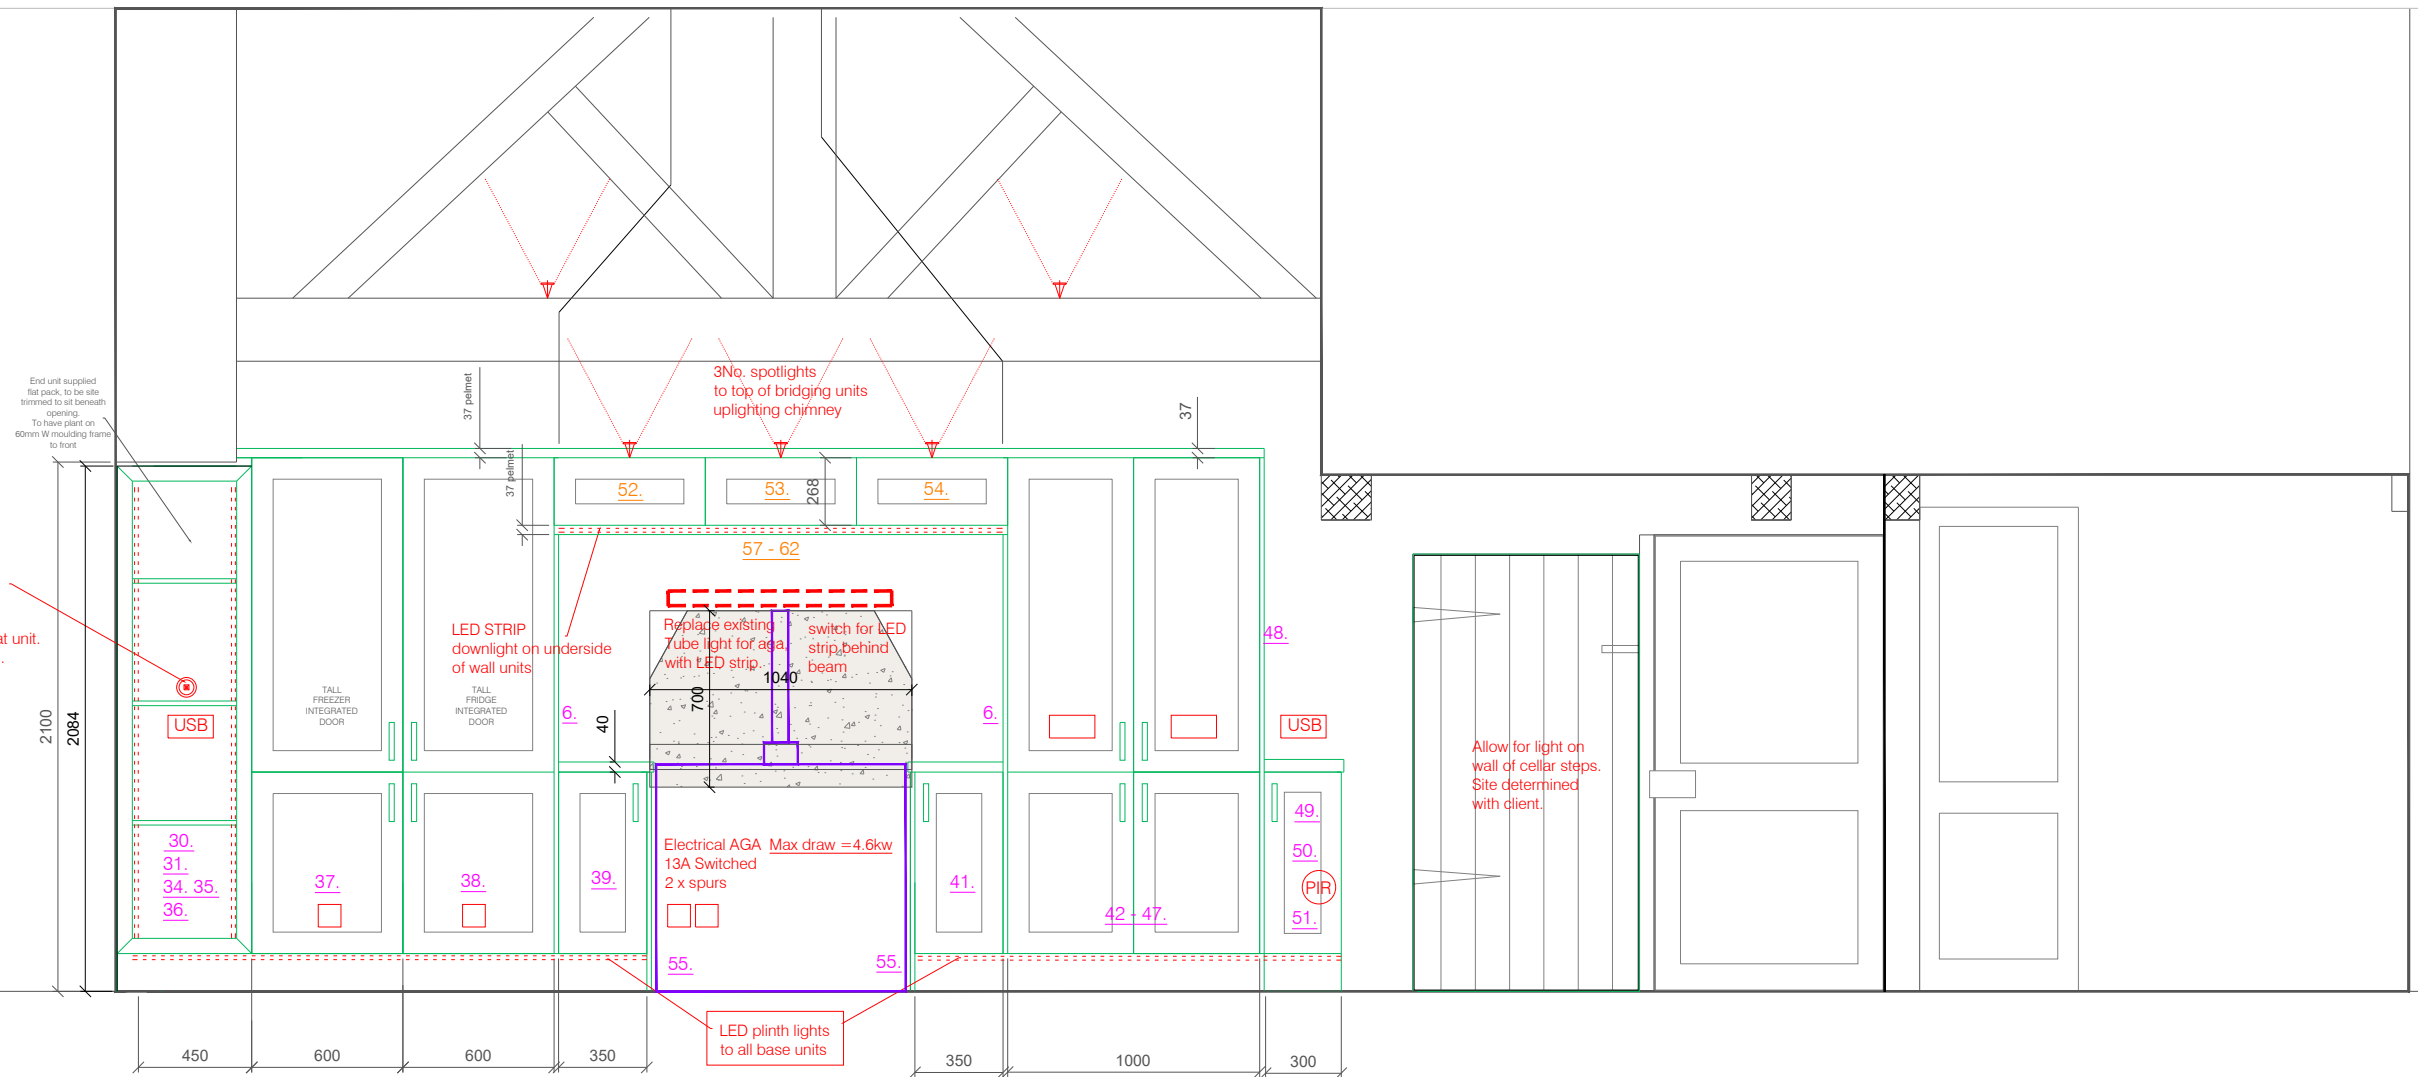 3No. spotlights
to top of bridging units
uplighting chimney
End unit supplied
flat pack, to be site
trimmed to sit beneath
opening.
To have plant on
60mm W moulding frame
to front
37 pelmet
37
37 pelmet
268
52.
53.
54.
57 - 62
LED STRIP
downlight on underside
of wall units
Replace existing
Tube light for aga,
with LED strip.
switch for LED
strip behind
beam
1040
700
40
at unit.
.
48.
6.
6.
TALL
FREEZER
INTEGRATED
DOOR
TALL
FRIDGE
INTEGRATED
DOOR
USB
USB
2100
2084
Allow for light on
wall of cellar steps.
Site determined
with client.
30.
31.
34. 35.
36.
37.
38.
39.
Electrical AGA Max draw =4.6kw
13A Switched
2 x spurs
41.
42 - 47.
49.
50.
PIR
51.
55.
55.
LED plinth lights
to all base units
450
600
600
350
350
1000
300